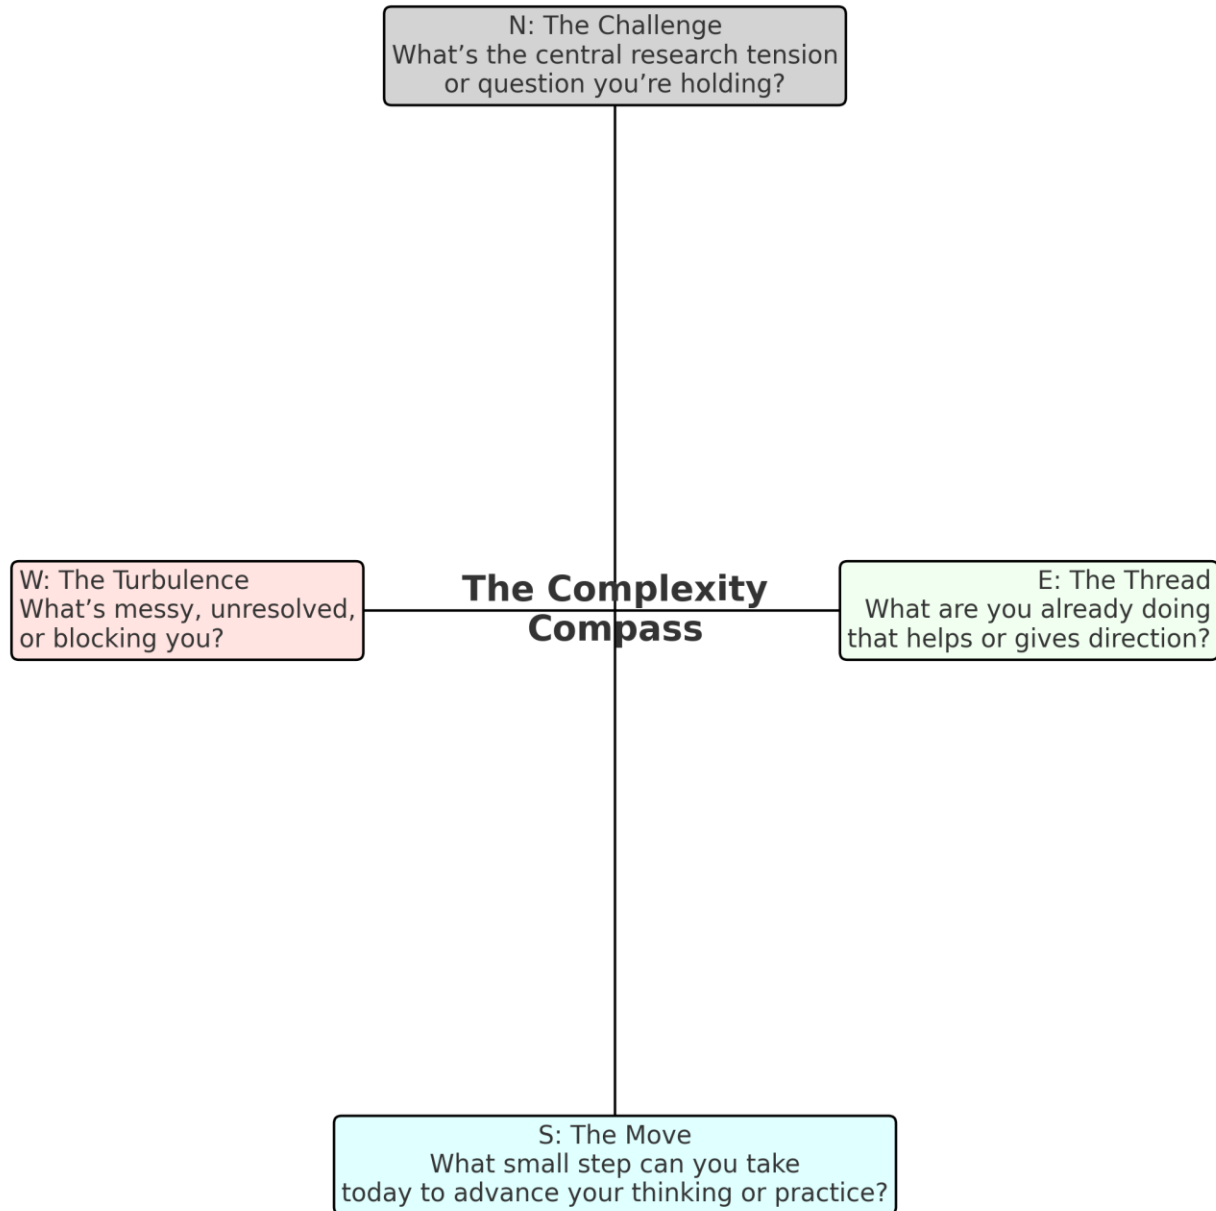 N: The Challenge
What’s the central research tension
or question you’re holding?
W: The Turbulence
What’s messy, unresolved,
or blocking you?
The Complexity
Compass
E: The Thread
What are you already doing
that helps or gives direction?
S: The Move
What small step can you take
today to advance your thinking or practice?